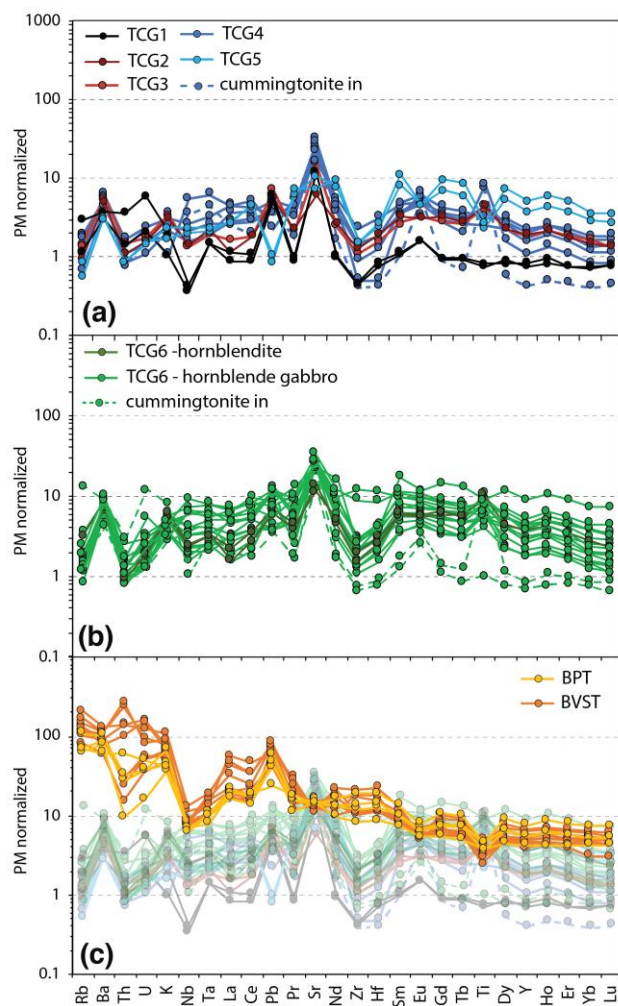 1000
TCG1
TCG4
TCG2
TCG5
TCG3
cummingtonite in
100
PM normalized
10
1
(a)
0.1
TCG6 -hornblendite
TCG6 - hornblende gabbro
cummingtonite in
100
PM normalized
10
1
(b)
0.1
BPT
BVST
100
PM normalized
10
1
(c)
0.1
Rb Ba Th U K Nb Ta La Ce Pb Pr Sr Nd Zr Hf Sm Eu Gd Tb Ti Dy Y Ho Er Yb Lu